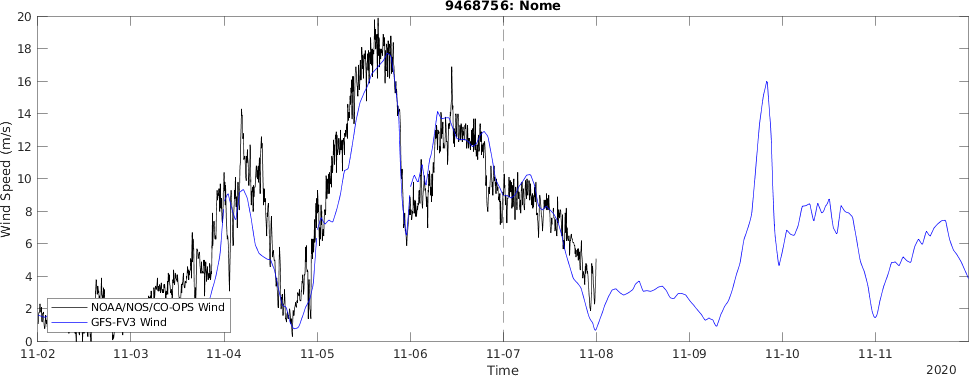 9468756: Nome
20
18
16
14
12
10
8
6
4
2
0
Wind Speed (m/s)
NOAA/NOS/CO-OPS Wind
GFS-FV3 Wind
11-02 11-03 11-04 11-05 11-06 11-07 11-08 11-09 11-10 11-11
Time
2020